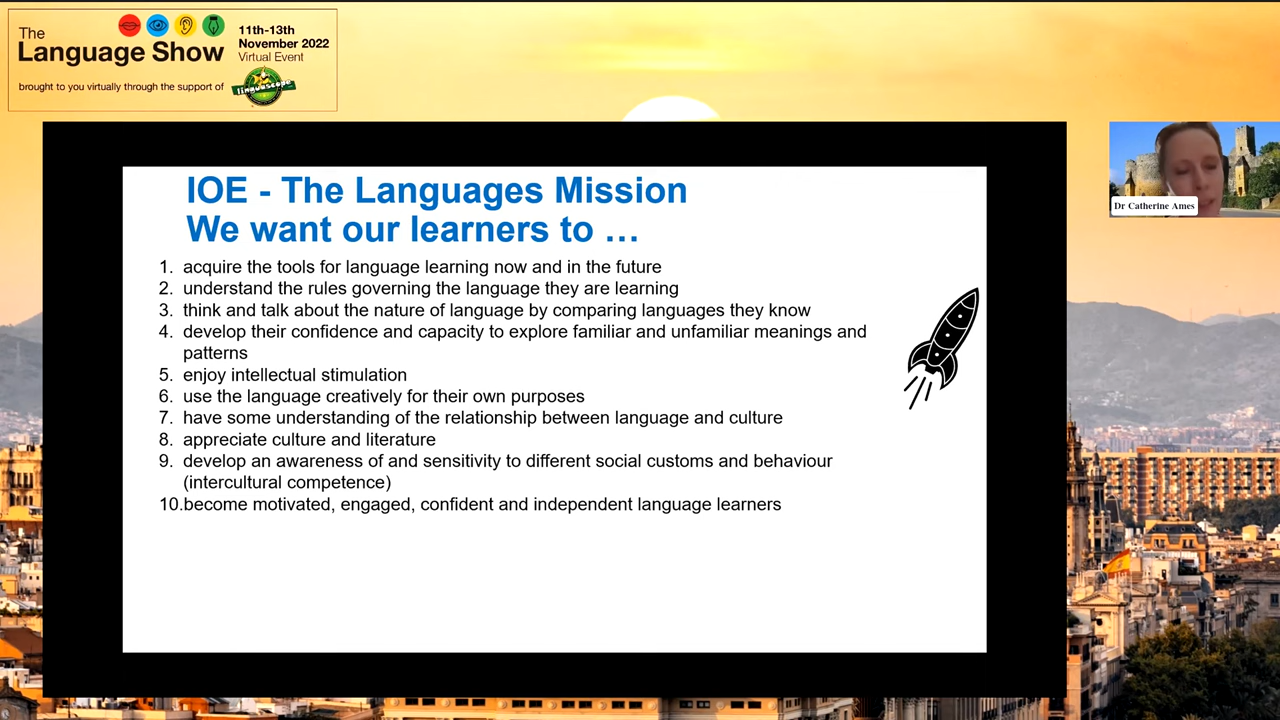 The
Language Show
11th-13th
November 2022
Virtual Event
brought to you virtually through the support of
linguascope
IOE - The Languages Mission
We want our learners to …
1. acquire the tools for language learning now and in the future
2. understand the rules governing the language they are learning
3. think and talk about the nature of language by comparing languages they know
4. develop their confidence and capacity to explore familiar and unfamiliar meanings and
patterns
5. enjoy intellectual stimulation
6. use the language creatively for their own purposes
7. have some understanding of the relationship between language and culture
8. appreciate culture and literature
9. develop an awareness of and sensitivity to different social customs and behaviour
(intercultural competence)
10.become motivated, engaged, confident and independent language learners
Dr Catherine Ames